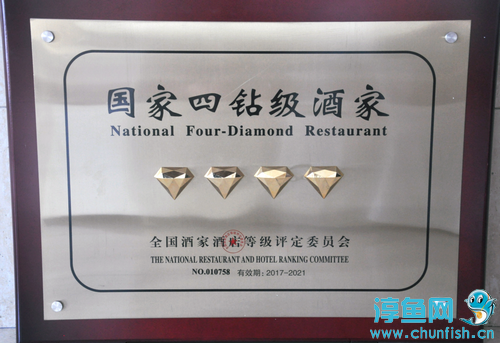 国家四钻级酒家
National Four-Diamond Restaurant
全国酒家酒店等级评定委员会
THE NATIONAL RESTAURANT AND HOTEL RANKING COMMITTEE
NO.010758 有效期: 2017-2021
淳鱼网
www.chunfish.cn